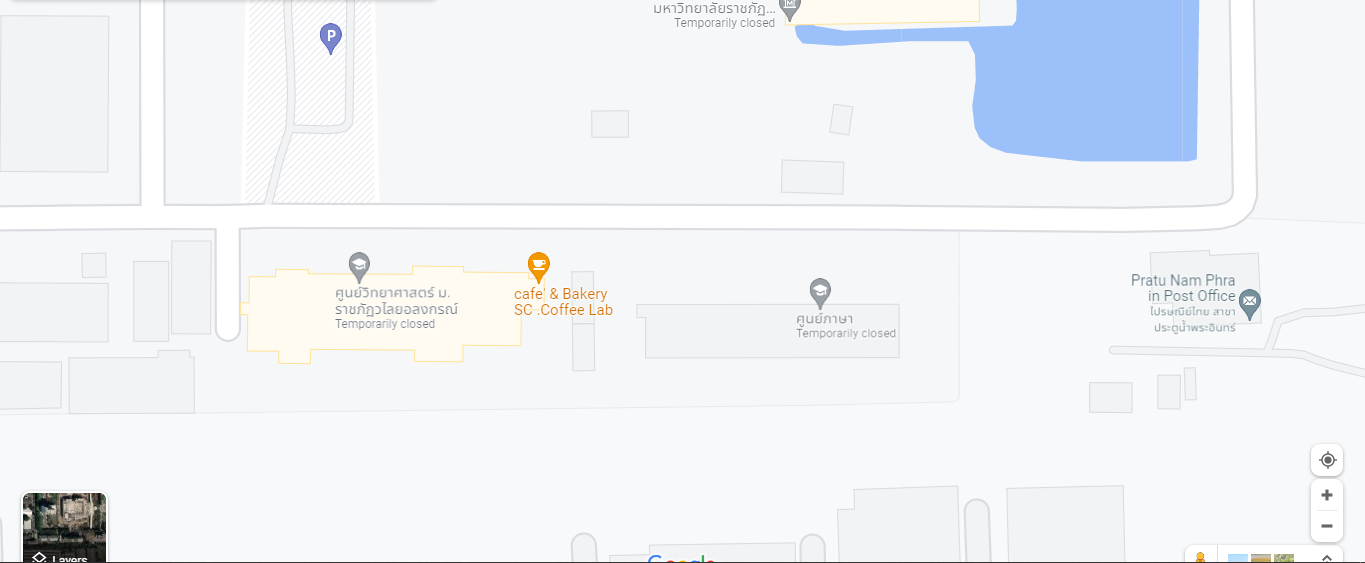 มหาวิทยาลัยราชภัฏ...
Temporarily closed
P
ศูนย์วิทยาศาสตร์ ม.
ราชภัฏวไลยอลงกรณ์
Temporarily closed
cafe' & Bakery
SC .Coffee Lab
ศูนย์ภาษา
Temporarily closed
Pratu Nam Phra
in Post Office
ไปรษณีย์ไทย สาขา
ประตูน้ำพระอินทร์
Layers
Google